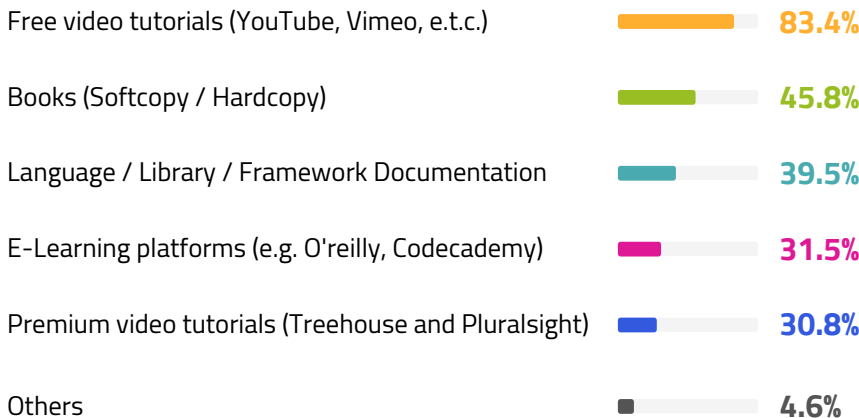 Free video tutorials (YouTube, Vimeo, e.t.c.) 83.4%
Books (Softcopy / Hardcopy) 45.8%
Language / Library / Framework Documentation 39.5%
E-Learning platforms (e.g. O'reilly, Codecademy) 31.5%
Premium video tutorials (Treehouse and Pluralsight) 30.8%
Others 4.6%